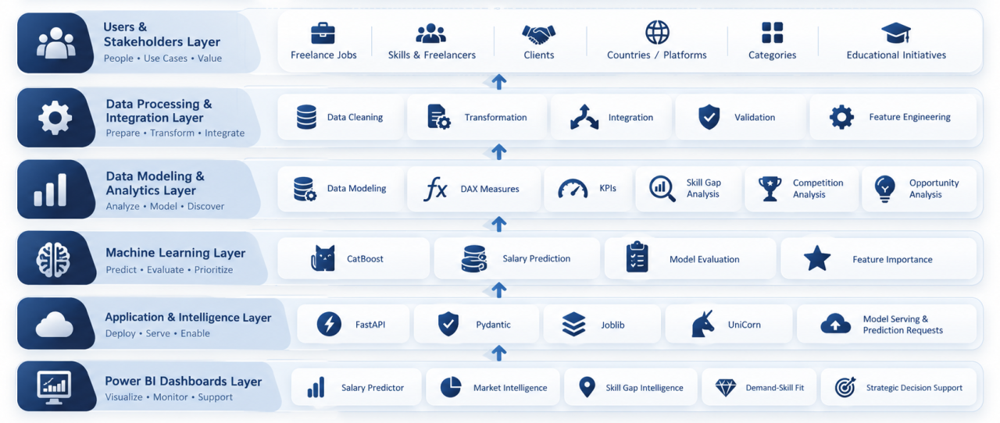 Users &
Stakeholders Layer
People • Use Cases • Value
Freelance Jobs
Skills & Freelancers
Clients
Countries / Platforms
Categories
Educational Initiatives
Data Processing &
Integration Layer
Prepare • Transform • Integrate
Data Cleaning
Transformation
Integration
Validation
Feature Engineering
Data Modeling &
Analytics Layer
Analyze • Model • Discover
Data Modeling
fx
DAX Measures
KPIs
Skill Gap
Analysis
Competition
Analysis
Opportunity
Analysis
Machine Learning Layer
Predict • Evaluate • Prioritize
CatBoost
Salary Prediction
Model Evaluation
Feature Importance
Application & Intelligence Layer
Deploy • Serve • Enable
FastAPI
Pydantic
Joblib
UniCorn
Model Serving &
Prediction Requests
Power BI Dashboards Layer
Visualize • Monitor • Support
Salary Predictor
Market Intelligence
Skill Gap Intelligence
Demand-Skill Fit
Strategic Decision Support